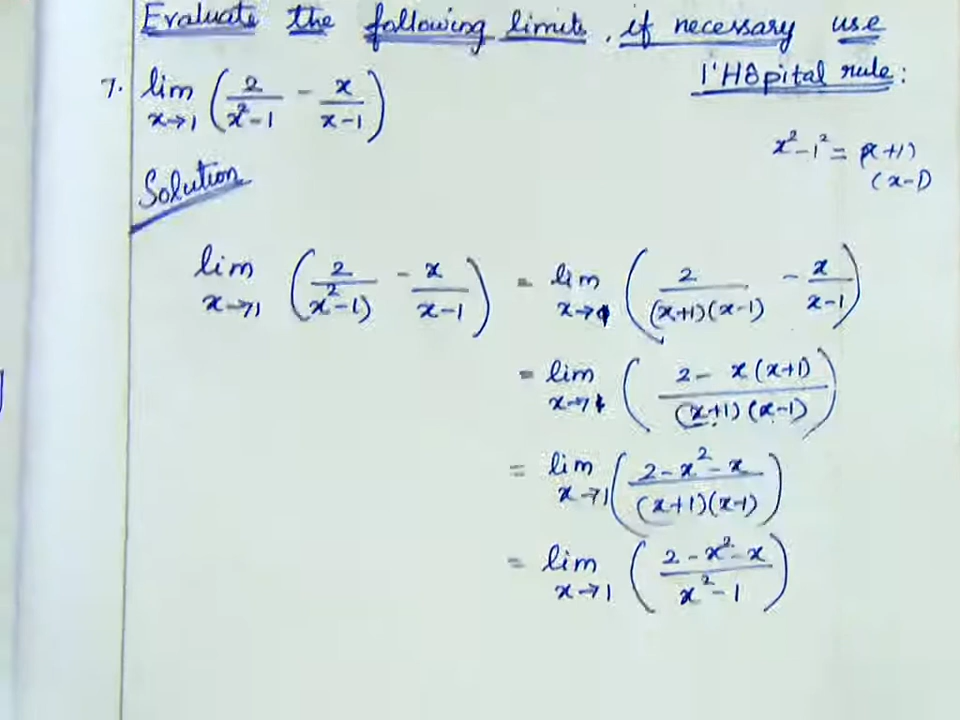 Evaluate the following limits, if necessary use
l'Hôpital rule:
7. lim x→1 (2/(x²-1) - x/(x-1))
x²-1² = (x+1)
(x-1)
Solution
lim x→1 (2/(x²-1) - x/(x-1)) = lim x→1 (2/((x+1)(x-1)) - x/(x-1))
= lim x→1 ((2 - x(x+1))/((x+1)(x-1)))
= lim x→1 ((2-x²-x)/((x+1)(x-1)))
= lim x→1 ((2-x²-x)/(x²-1))